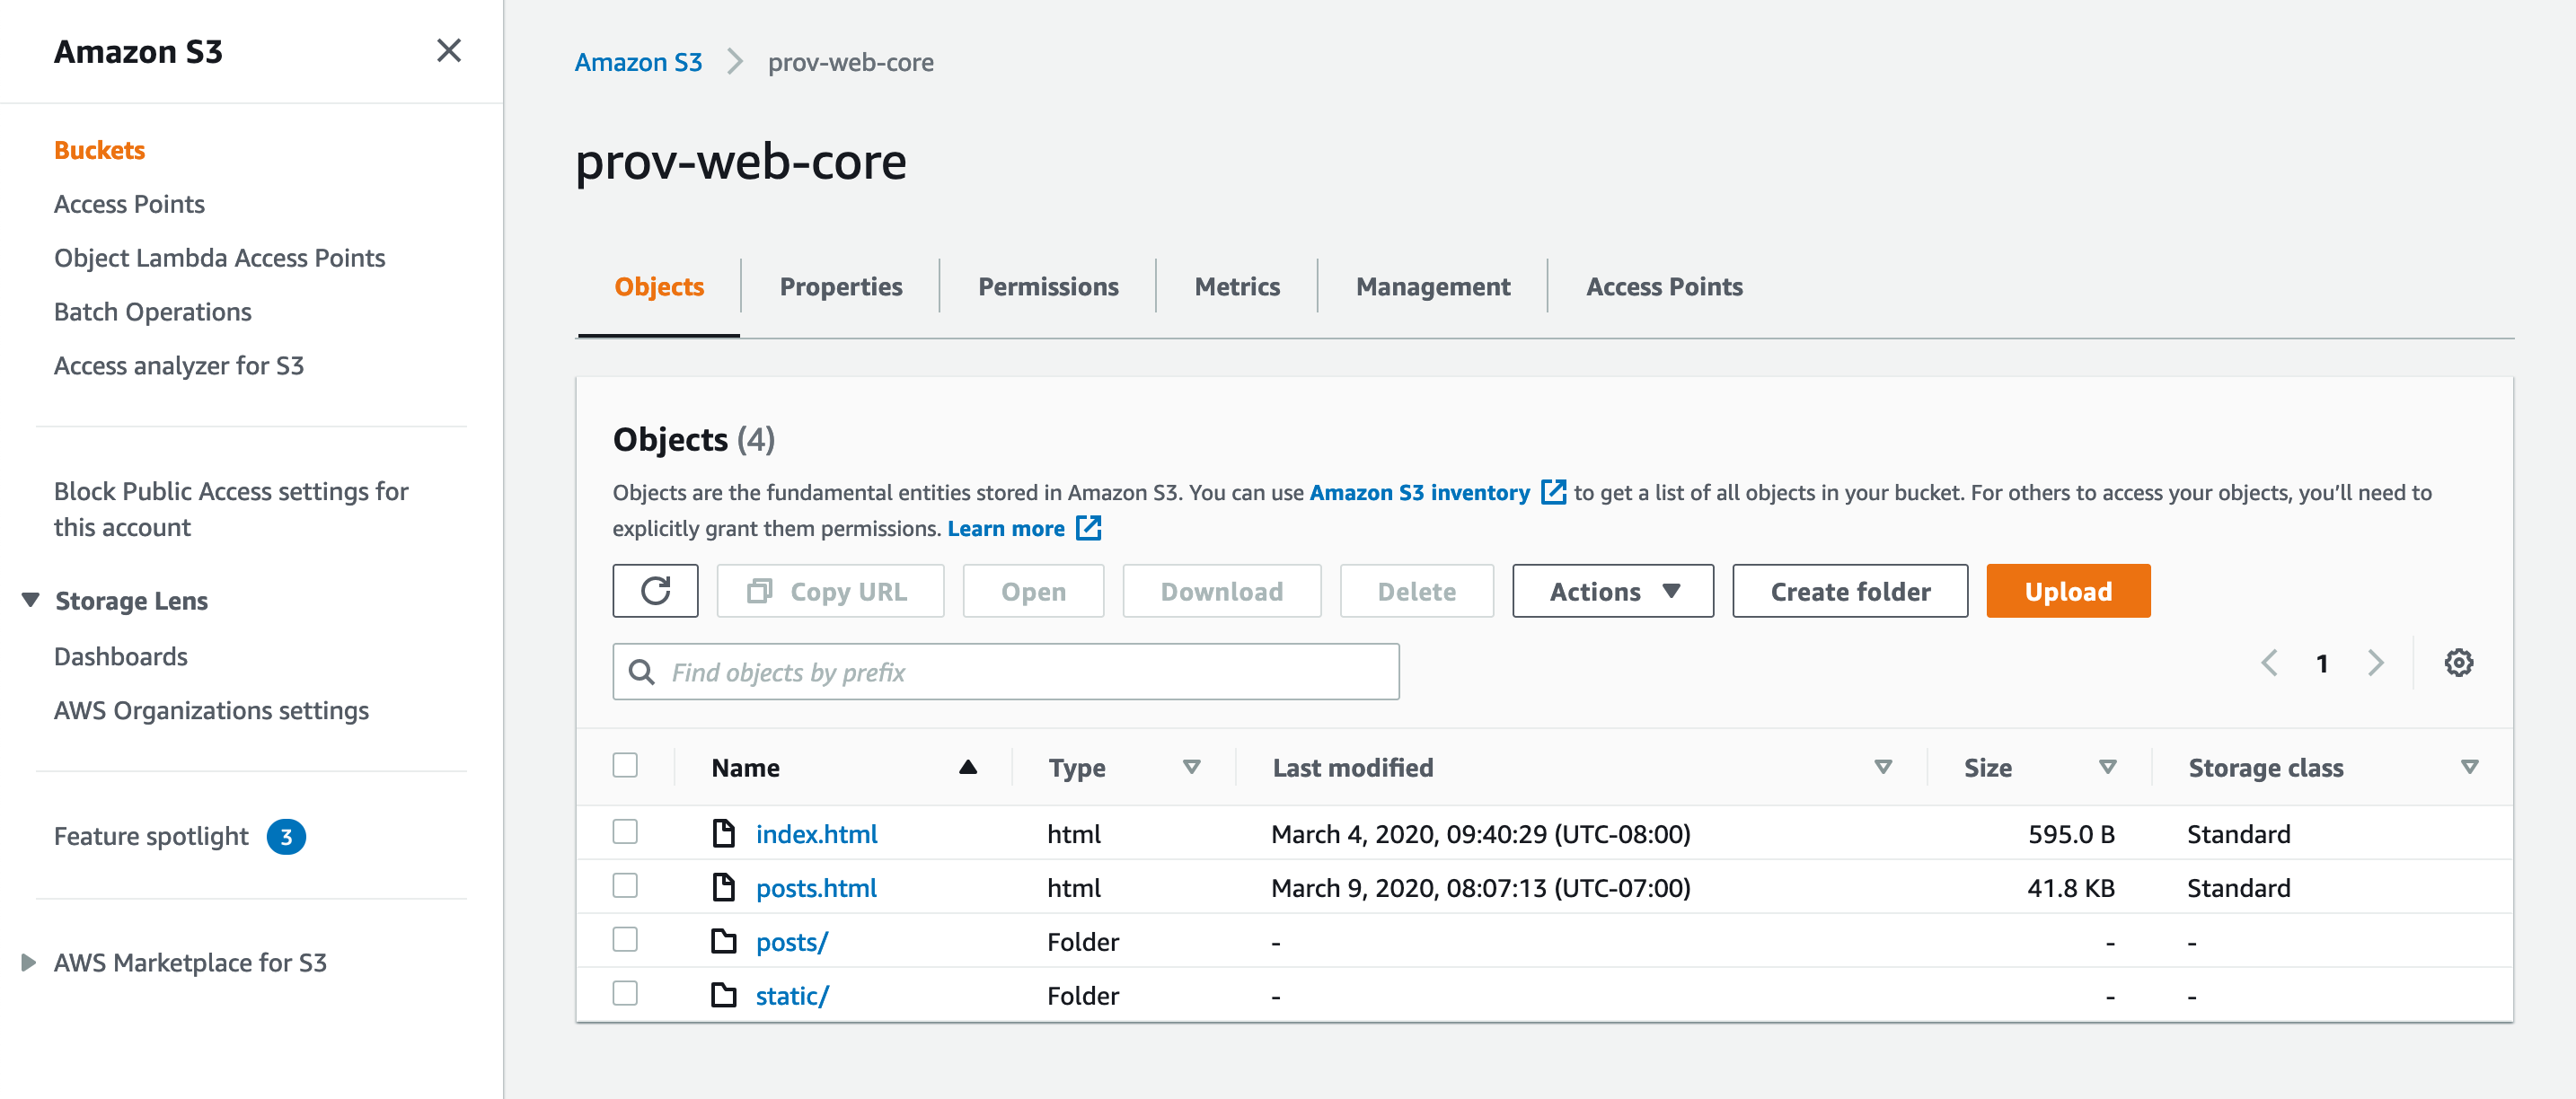 Amazon S3
Buckets
Access Points
Object Lambda Access Points
Batch Operations
Access analyzer for S3
Block Public Access settings for
this account
Storage Lens
Dashboards
AWS Organizations settings
Feature spotlight 3
AWS Marketplace for S3
Amazon S3 prov-web-core
prov-web-core
Objects Properties Permissions Metrics Management Access Points
Objects (4)
Objects are the fundamental entities stored in Amazon S3. You can use Amazon S3 inventory to get a list of all objects in your bucket. For others to access your objects, you’ll need to
explicitly grant them permissions. Learn more
Copy URL Open Download Delete Actions Create folder Upload
Find objects by prefix 1
Name Type Last modified Size Storage class
index.html html March 4, 2020, 09:40:29 (UTC-08:00) 595.0 B Standard
posts.html html March 9, 2020, 08:07:13 (UTC-07:00) 41.8 KB Standard
posts/ Folder - - -
static/ Folder - - -